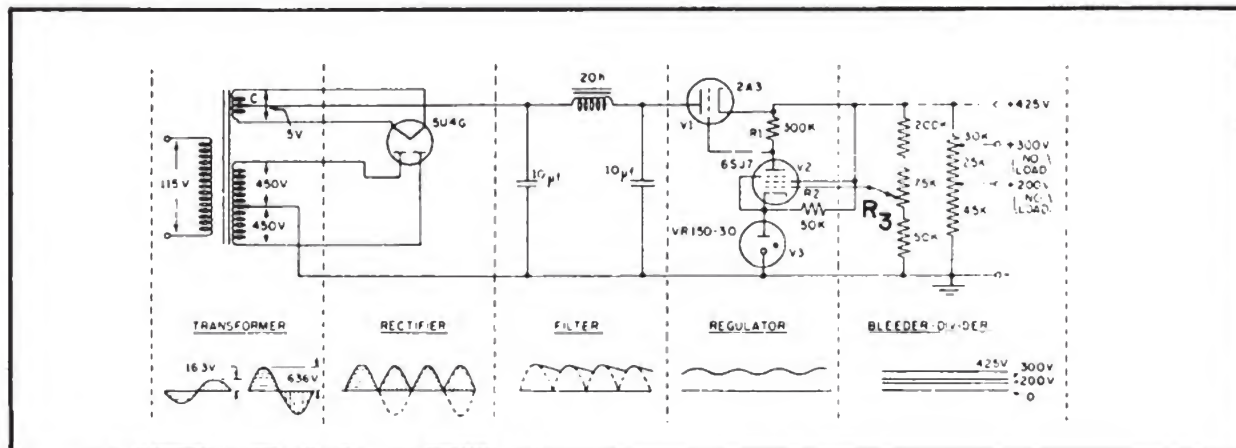 20h
2A3
C
5V
5U4G
V1
R1
300K
200K
30K
+425V
+300V
NO
LOAD
115V
450V
450V
10µf
10µf
6SJ7
V2
R2
50K
75K
R3
25K
+200V
NO
LOAD
45K
50K
VR150-30
V3
TRANSFORMER
RECTIFIER
FILTER
REGULATOR
BLEEDER-DIVIDER
163V
636V
425V
300V
200V
0